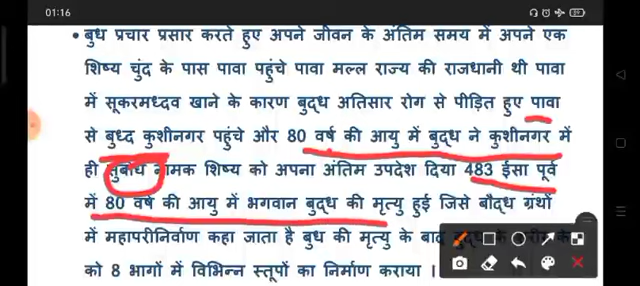 01:16
• बुध प्रचार प्रसार करते हुए अपने जीवन के अंतिम समय में अपने एक
शिष्य चुंद के पास पावा पहुंचे पावा मल्ल राज्य की राजधानी थी पावा
में सूकरमध्दव खाने के कारण बुद्ध अतिसार रोग से पीड़ित हुए पावा
से बुध्द कुशीनगर पहुंचे और 80 वर्ष की आयु में बुद्ध ने कुशीनगर में
ही सुबोध नामक शिष्य को अपना अंतिम उपदेश दिया 483 ईसा पूर्व
में 80 वर्ष की आयु में भगवान बुद्ध की मृत्यु हुई जिसे बौद्ध ग्रंथों
में महापरीनिर्वाण कहा जाता है बुध की मृत्यु के बाद के
को 8 भागों में विभिन्न स्तूपों का निर्माण कराया ।